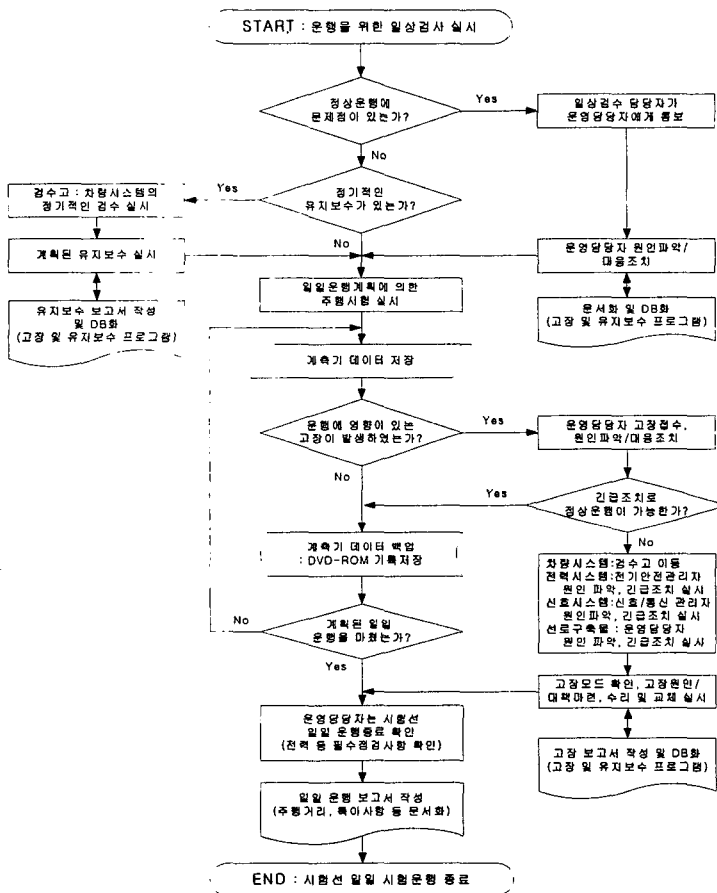 START : 운행을 위한 일상검사 실시
정상운행에
문제점이 있는가?
Yes
일상검수 담당자가
운영담당자에게 통보
No
정기적인
유지보수가 있는가?
Yes
검수고 : 차량시스템의
정기적인 검수 실시
계획된 유지보수 실시
No
운영담당자 원인파악/
대응조치
유지보수 보고서 작성
및 DB화
(고장 및 유지보수 프로그램)
일일운행계획에 의한
주행시험 실시
문서화 및 DB화
(고장 및 유지보수 프로그램)
계측기 데이터 저장
운행에 영향이 있는
고장이 발생하였는가?
Yes
운영담당자 고장접수,
원인파악/대응조치
No
Yes
긴급조치로
정상운행이 가능한가?
No
계측기 데이터 백업
: DVD-ROM 기록저장
차량시스템:검수고 이동
전력시스템:전기안전관리자
원인 파악, 긴급조치 실시
신호시스템:신호/통신 관리자
원인파악, 긴급조치 실시
선로구축물 : 운영담당자
원인 파악, 긴급조치 실시
No
계획된 일일
운행을 마쳤는가?
Yes
고장모드 확인, 고장원인/
대책마련, 수리 및 교체 실시
운영담당자는 시험선
일일 운행종료 확인
(전력 등 필수점검사항 확인)
고장 보고서 작성 및 DB화
(고장 및 유지보수 프로그램)
일일 운행 보고서 작성
(주행거리, 특이사항 등 문서화)
END : 시험선 일일 시험운행 종료